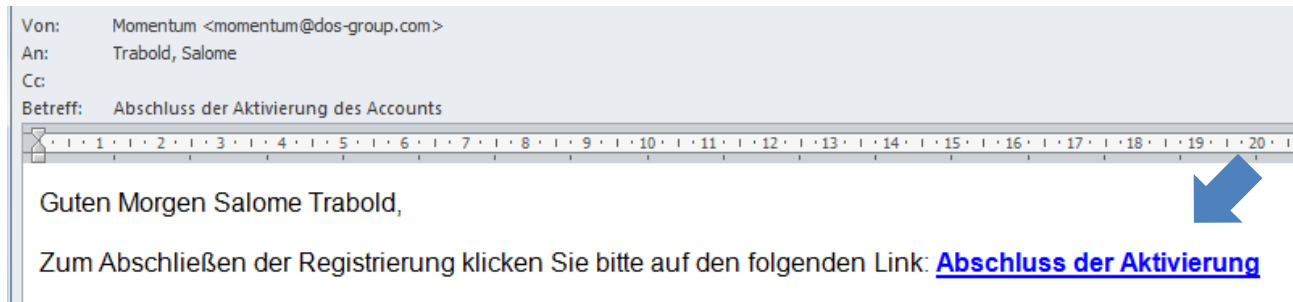 Von: Momentum <momentum@dos-group.com>
An: Trabold, Salome
Cc:
Betreff: Abschluss der Aktivierung des Accounts
1 2 3 4 5 6 7 8 9 10 11 12 13 14 15 16 17 18 19 20
Guten Morgen Salome Trabold,
Zum Abschließen der Registrierung klicken Sie bitte auf den folgenden Link: Abschluss der Aktivierung